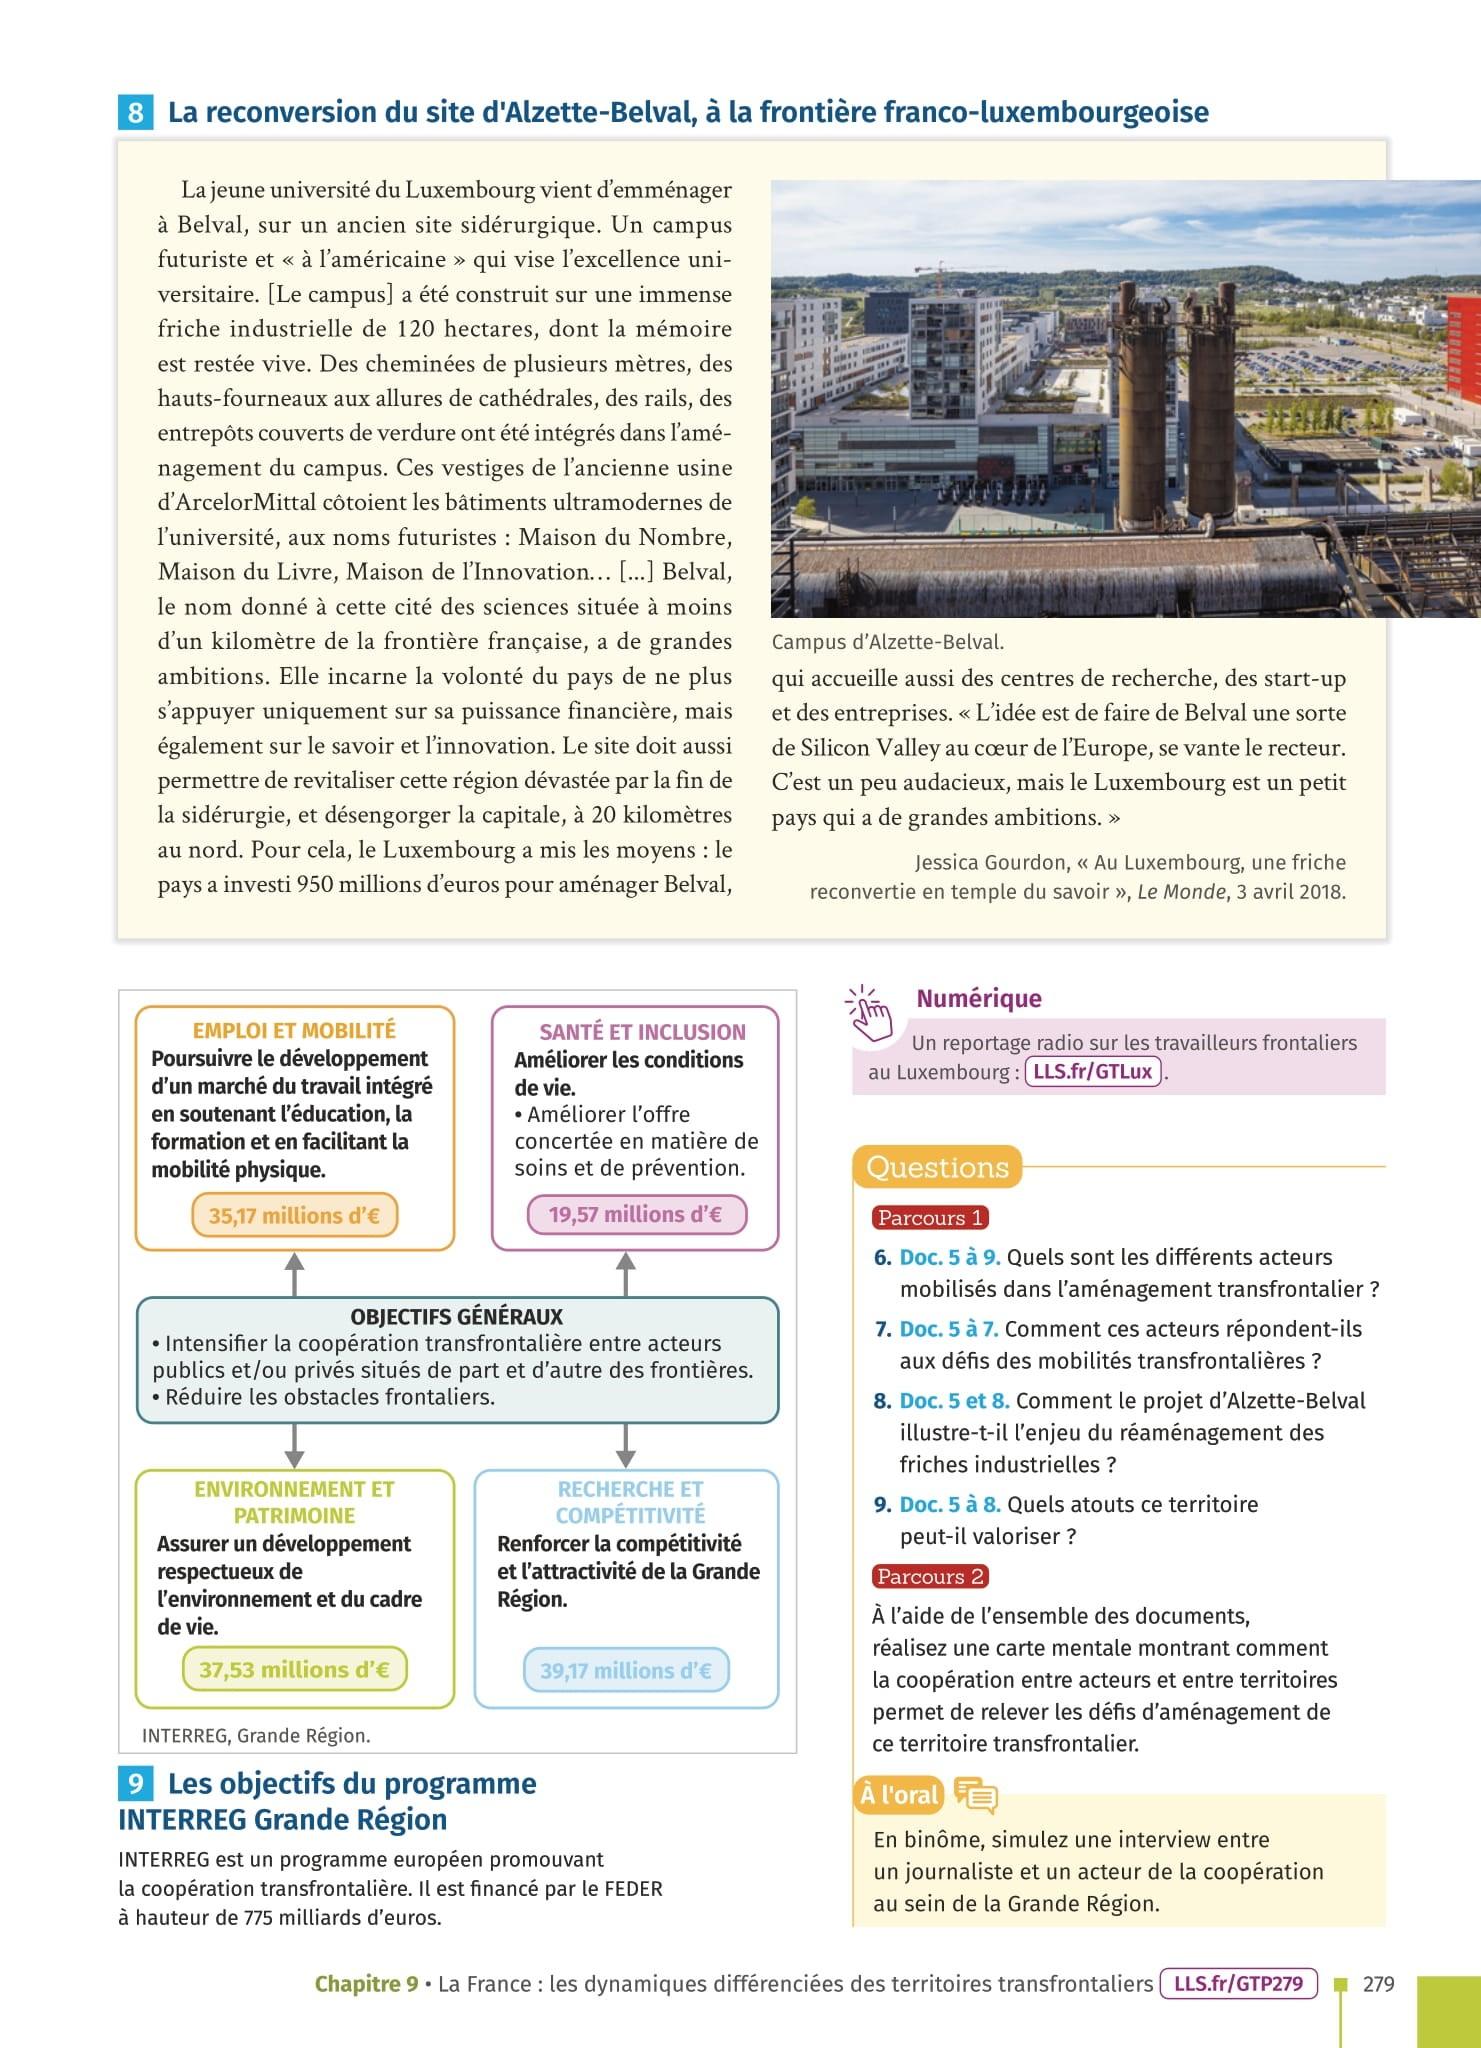 8 La reconversion du site d'Alzette-Belval, à la frontière franco-luxembourgeoise
La jeune université du Luxembourg vient d’emménager
à Belval, sur un ancien site sidérurgique. Un campus
futuriste et « à l’américaine » qui vise l’excellence uni-
versitaire. [Le campus] a été construit sur une immense
friche industrielle de 120 hectares, dont la mémoire
est restée vive. Des cheminées de plusieurs mètres, des
hauts-fourneaux aux allures de cathédrales, des rails, des
entrepôts couverts de verdure ont été intégrés dans l’amé-
nagement du campus. Ces vestiges de l’ancienne usine
d’ArcelorMittal côtoient les bâtiments ultramodernes de
l’université, aux noms futuristes : Maison du Nombre,
Maison du Livre, Maison de l’Innovation... [...] Belval,
le nom donné à cette cité des sciences située à moins
d’un kilomètre de la frontière française, a de grandes
ambitions. Elle incarne la volonté du pays de ne plus
s’appuyer uniquement sur sa puissance financière, mais
également sur le savoir et l’innovation. Le site doit aussi
permettre de revitaliser cette région dévastée par la fin de
la sidérurgie, et désengorger la capitale, à 20 kilomètres
au nord. Pour cela, le Luxembourg a mis les moyens : le
pays a investi 950 millions d’euros pour aménager Belval,
Campus d’Alzette-Belval.
qui accueille aussi des centres de recherche, des start-up
et des entreprises. « L’idée est de faire de Belval une sorte
de Silicon Valley au cœur de l’Europe, se vante le recteur.
C’est un peu audacieux, mais le Luxembourg est un petit
pays qui a de grandes ambitions. »
Jessica Gourdon, « Au Luxembourg, une friche
reconvertie en temple du savoir », Le Monde, 3 avril 2018.
EMPLOI ET MOBILITÉ
Poursuivre le développement
d’un marché du travail intégré
en soutenant l’éducation, la
formation et en facilitant la
mobilité physique.
35,17 millions d’€
SANTÉ ET INCLUSION
Améliorer les conditions
de vie.
• Améliorer l’offre
concertée en matière de
soins et de prévention.
19,57 millions d’€
OBJECTIFS GÉNÉRAUX
• Intensifier la coopération transfrontalière entre acteurs
publics et/ou privés situés de part et d’autre des frontières.
• Réduire les obstacles frontaliers.
ENVIRONNEMENT ET
PATRIMOINE
Assurer un développement
respectueux de
l’environnement et du cadre
de vie.
37,53 millions d’€
RECHERCHE ET
COMPÉTITIVITÉ
Renforcer la compétitivité
et l’attractivité de la Grande
Région.
39,17 millions d’€
INTERREG, Grande Région.
9 Les objectifs du programme
INTERREG Grande Région
INTERREG est un programme européen promouvant
la coopération transfrontalière. Il est financé par le FEDER
à hauteur de 775 milliards d’euros.
Numérique
Un reportage radio sur les travailleurs frontaliers
au Luxembourg : LLS.fr/GTLux .
Questions
Parcours 1
6. Doc. 5 à 9. Quels sont les différents acteurs
mobilisés dans l’aménagement transfrontalier ?
7. Doc. 5 à 7. Comment ces acteurs répondent-ils
aux défis des mobilités transfrontalières ?
8. Doc. 5 et 8. Comment le projet d’Alzette-Belval
illustre-t-il l’enjeu du réaménagement des
friches industrielles ?
9. Doc. 5 à 8. Quels atouts ce territoire
peut-il valoriser ?
Parcours 2
À l’aide de l’ensemble des documents,
réalisez une carte mentale montrant comment
la coopération entre acteurs et entre territoires
permet de relever les défis d’aménagement de
ce territoire transfrontalier.
À l'oral
En binôme, simulez une interview entre
un journaliste et un acteur de la coopération
au sein de la Grande Région.
Chapitre 9 • La France : les dynamiques différenciées des territoires transfrontaliers LLS.fr/GTP279 279